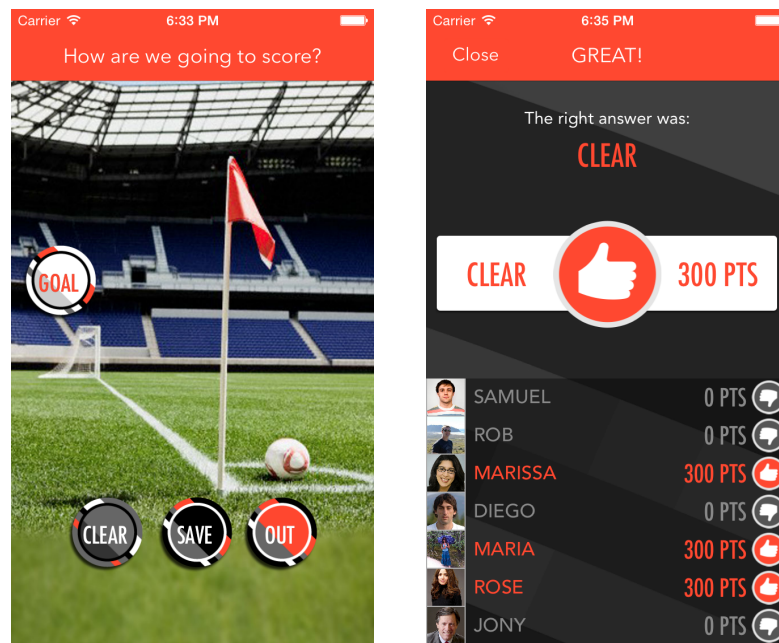 Carrier 6:33 PM
How are we going to score?
GOAL
CLEAR SAVE OUT
Carrier 6:35 PM
Close GREAT!
The right answer was:
CLEAR
CLEAR 300 PTS
SAMUEL 0 PTS
ROB 0 PTS
MARISSA 300 PTS
DIEGO 0 PTS
MARIA 300 PTS
ROSE 300 PTS
JONY 0 PTS